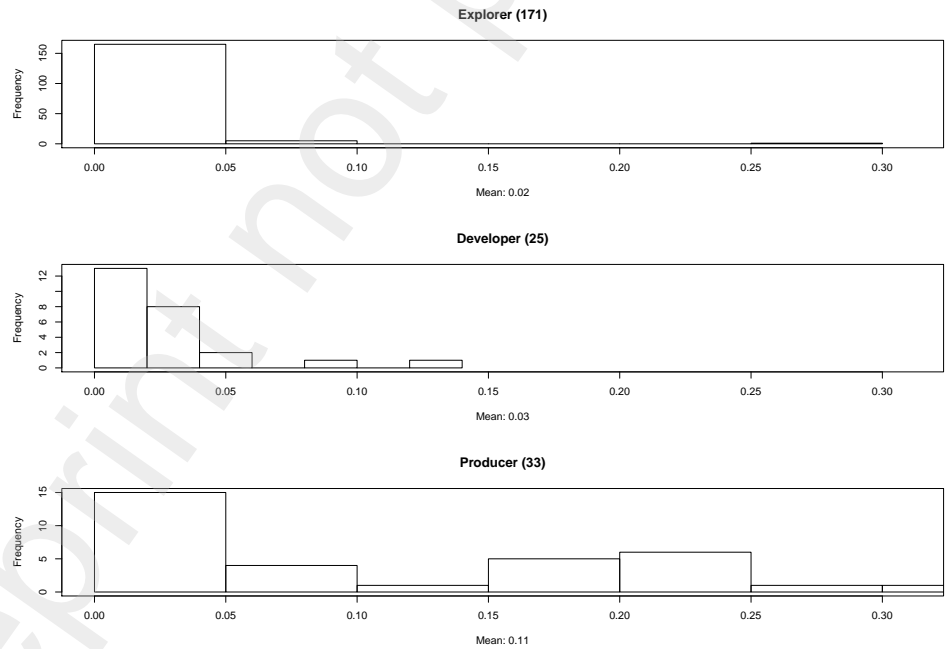 Explorer (171)
Frequency
0 50 100 150
0.00 0.05 0.10 0.15 0.20 0.25 0.30
Mean: 0.02
Developer (25)
Frequency
0 2 4 6 8 12
0.00 0.05 0.10 0.15 0.20 0.25 0.30
Mean: 0.03
Producer (33)
Frequency
0 5 10 15
0.00 0.05 0.10 0.15 0.20 0.25 0.30
Mean: 0.11
eprint not p